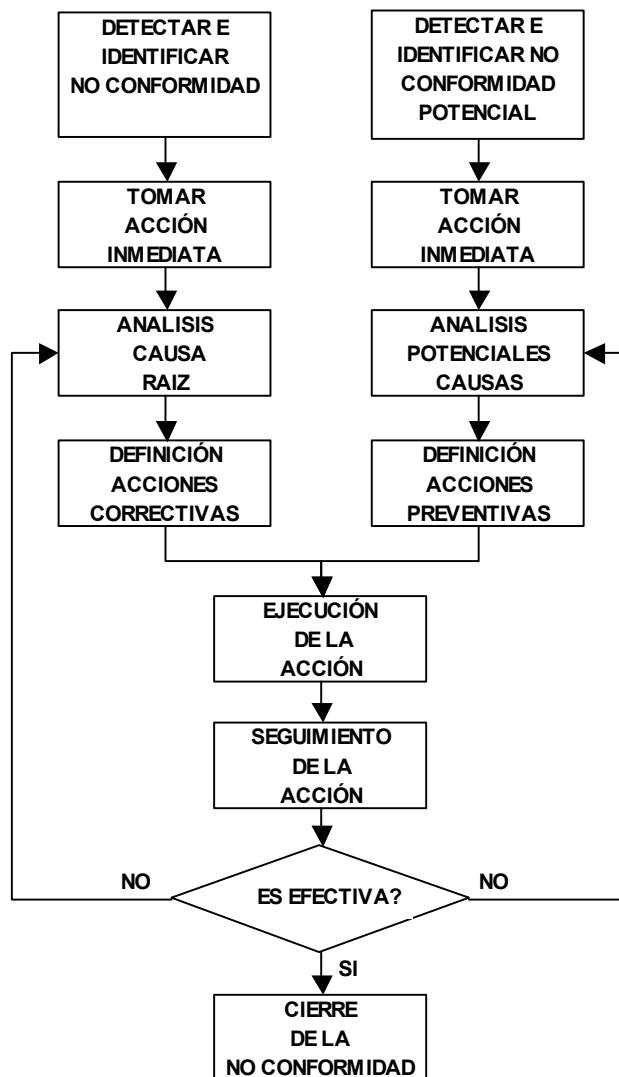 DETECTAR E
IDENTIFICAR
NO CONFORMIDAD
DETECTAR E
IDENTIFICAR NO
CONFORMIDAD
POTENCIAL
TOMAR
ACCIÓN
INMEDIATA
TOMAR
ACCIÓN
INMEDIATA
ANALISIS
CAUSA
RAIZ
ANALISIS
POTENCIALES
CAUSAS
DEFINICIÓN
ACCIONES
CORRECTIVAS
DEFINICIÓN
ACCIONES
PREVENTIVAS
EJECUCIÓN
DE LA
ACCIÓN
SEGUIMIENTO
DE LA
ACCIÓN
NO
ES EFECTIVA?
NO
SI
CIERRE
DE LA
NO CONFORMIDAD